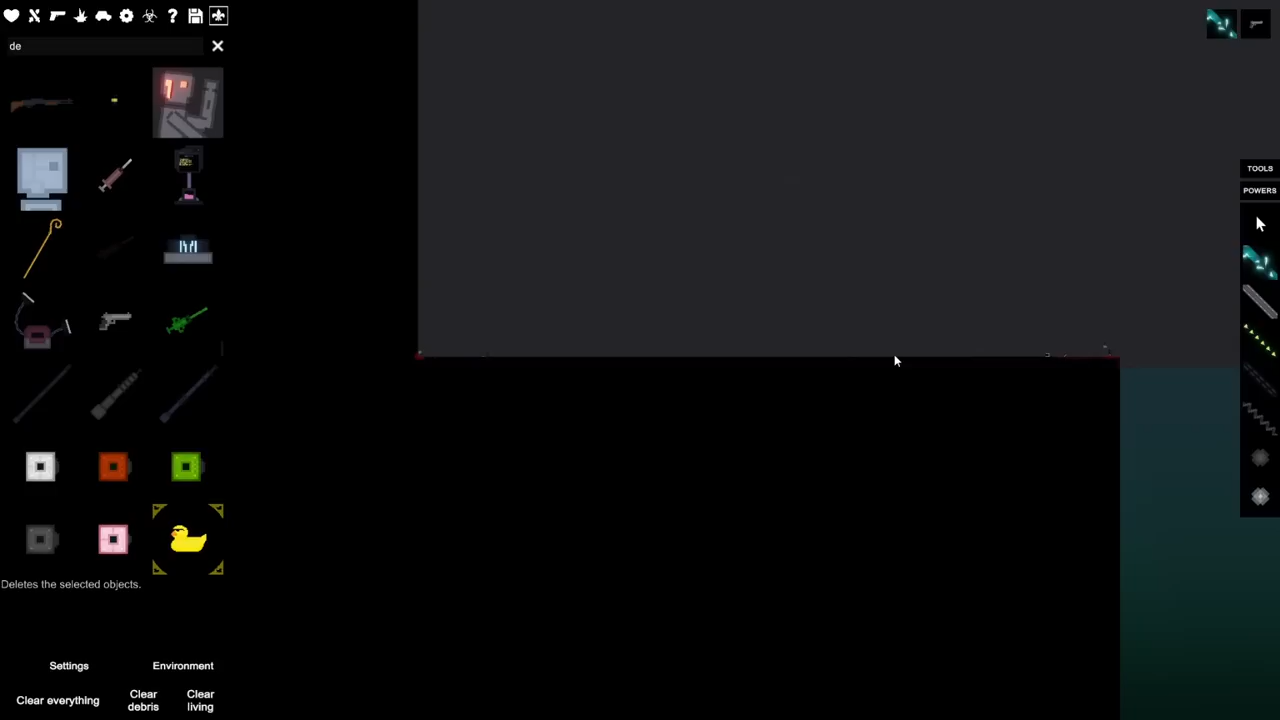 de
TOOLS
POWERS
Deletes the selected objects.
Settings
Environment
Clear everything
Clear
debris
Clear
living